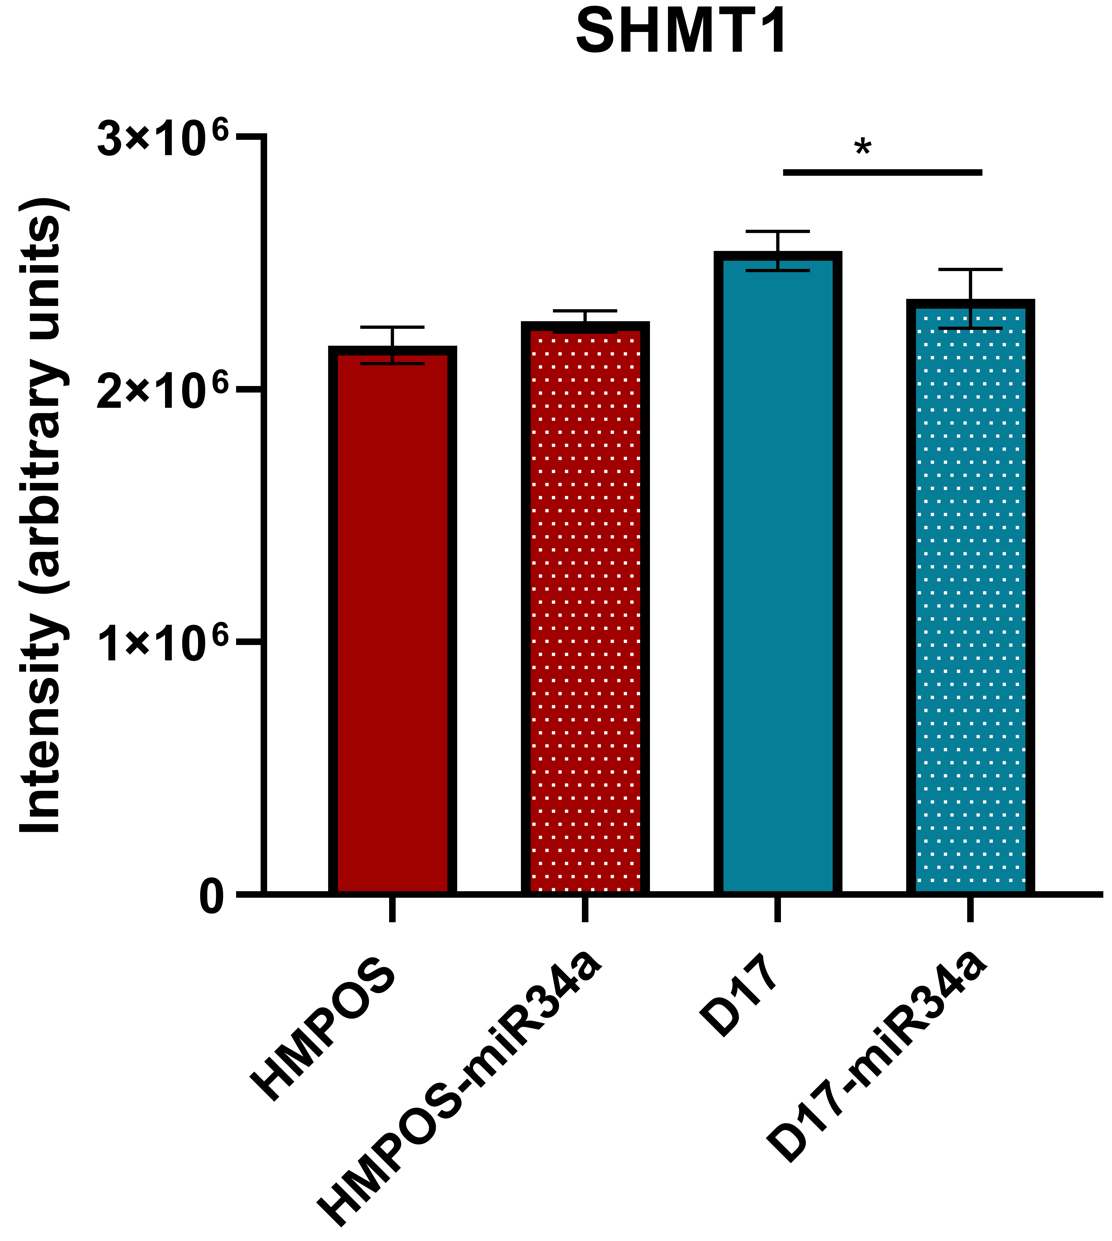 SHMT1
Intensity (arbitrary units)
3×10⁶
2×10⁶
1×10⁶
0
*
HMPOS
HMPOS-miR34a
D17
D17-miR34a